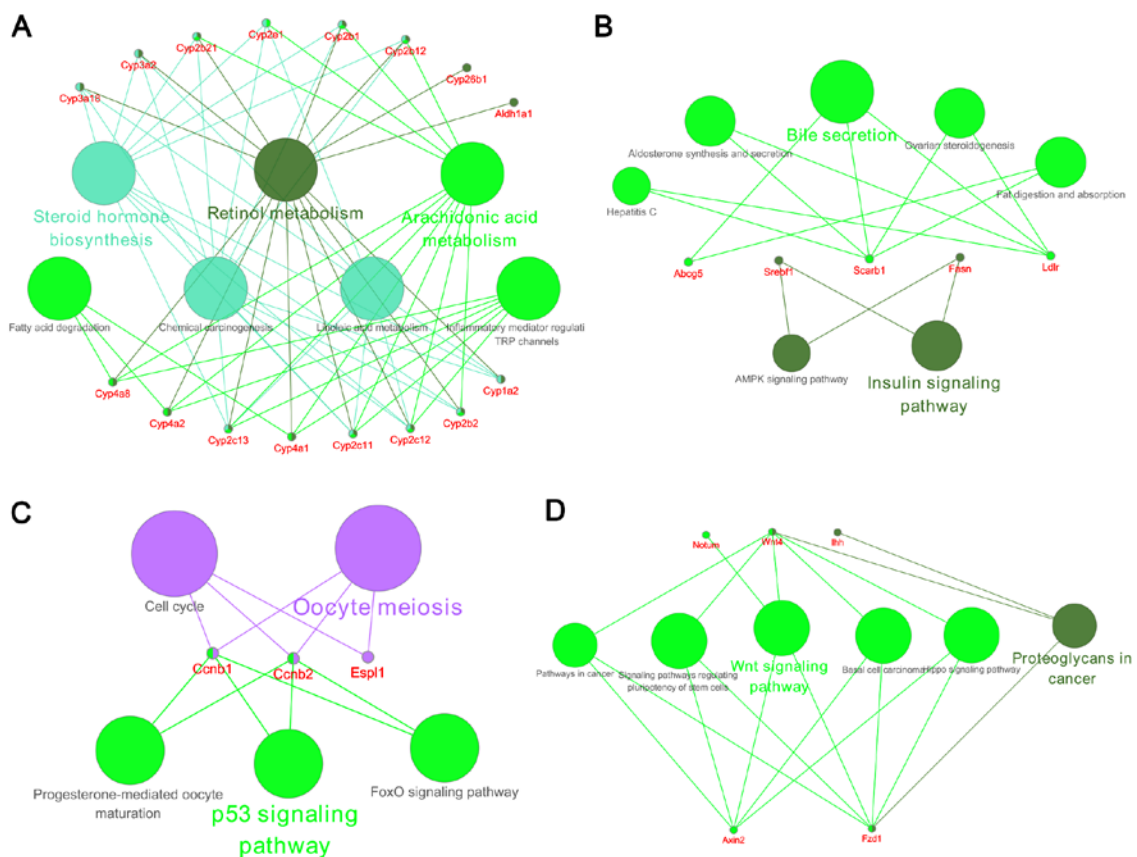 A
Cyp2b21
Cyp2a1
Cyp2b1
Cyp2b12
Cyp3a2
Cyp26b1
Cyp3a18
Aldh1a1
Steroid hormone
biosynthesis
Retinol metabolism
Arachidonic acid
metabolism
Fatty acid degradation
Chemical carcinogenesis
Linoleic acid metabolism
Inflammatory mediator regulati
TRP channels
Cyp4a8
Cyp4a2
Cyp2c13
Cyp4a1
Cyp2c11
Cyp2c12
Cyp2b2
Cyp1a2
B
Bile secretion
Aldosterone synthesis and secretion
Ovarian steroidogenesis
Hepatitis C
Fat digestion and absorption
Abcg5
Srebf1
Scarb1
Fasn
Ldlr
AMPK signaling pathway
Insulin signaling
pathway
C
Cell cycle
Oocyte meiosis
Ccnb1
Ccnb2
Espl1
Progesterone-mediated oocyte
maturation
p53 signaling
pathway
FoxO signaling pathway
D
Notum
Wnt4
Ihh
Pathways in cancer
Signaling pathways regulating
pluripotency of stem cells
Wnt signaling
pathway
Basal cell carcinoma
Hippo signaling pathway
Proteoglycans in
cancer
Axin2
Fzd1